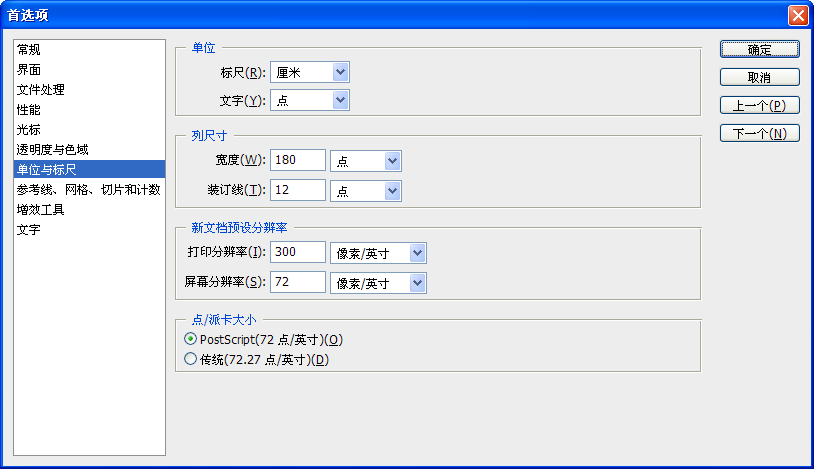 首选项
常规
界面
文件处理
性能
光标
透明度与色域
单位与标尺
参考线、网格、切片和计数
增效工具
文字
单位
标尺(R): 厘米
文字(Y): 点
列尺寸
宽度(W): 180 点
装订线(T): 12 点
新文档预设分辨率
打印分辨率(I): 300 像素/英寸
屏幕分辨率(S): 72 像素/英寸
点/派卡大小
PostScript(72 点/英寸)(O)
传统(72.27 点/英寸)(D)
确定
取消
上一个(P)
下一个(N)